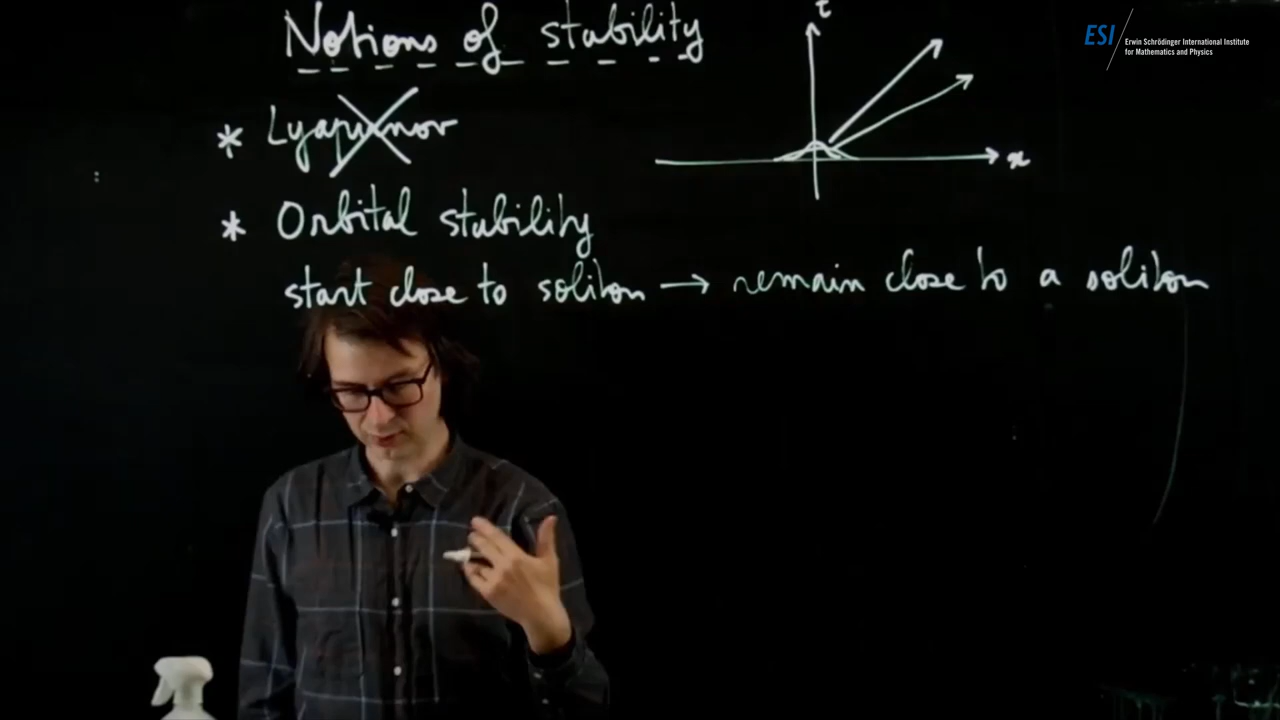 Notions of stability
t
ESI Erwin Schrödinger International Institute
for Mathematics and Physics
* Lyapunov
x
* Orbital stability
start close to soliton → remain close to a soliton